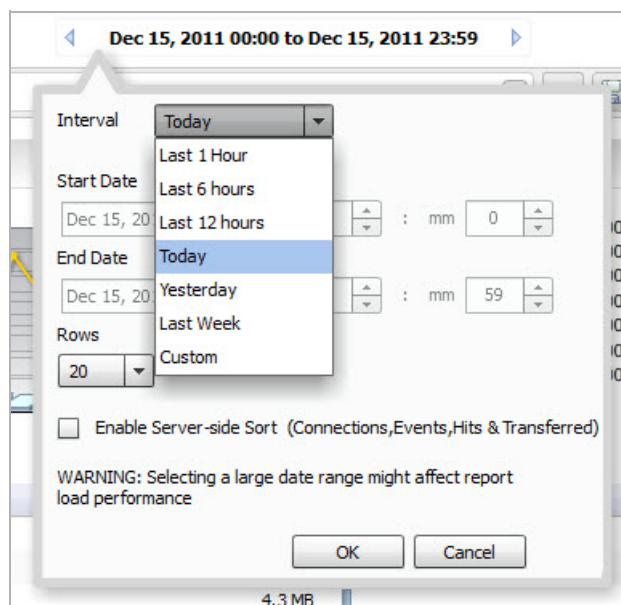 Dec 15, 2011 00:00 to Dec 15, 2011 23:59
Interval
Today
Last 1 Hour
Last 6 hours
Last 12 hours
Today
Yesterday
Last Week
Custom
Start Date
Dec 15, 20
: mm 0
End Date
Dec 15, 20
: mm 59
Rows
20
Enable Server-side Sort (Connections,Events,Hits & Transferred)
WARNING: Selecting a large date range might affect report
load performance
OK Cancel
4.3 MB